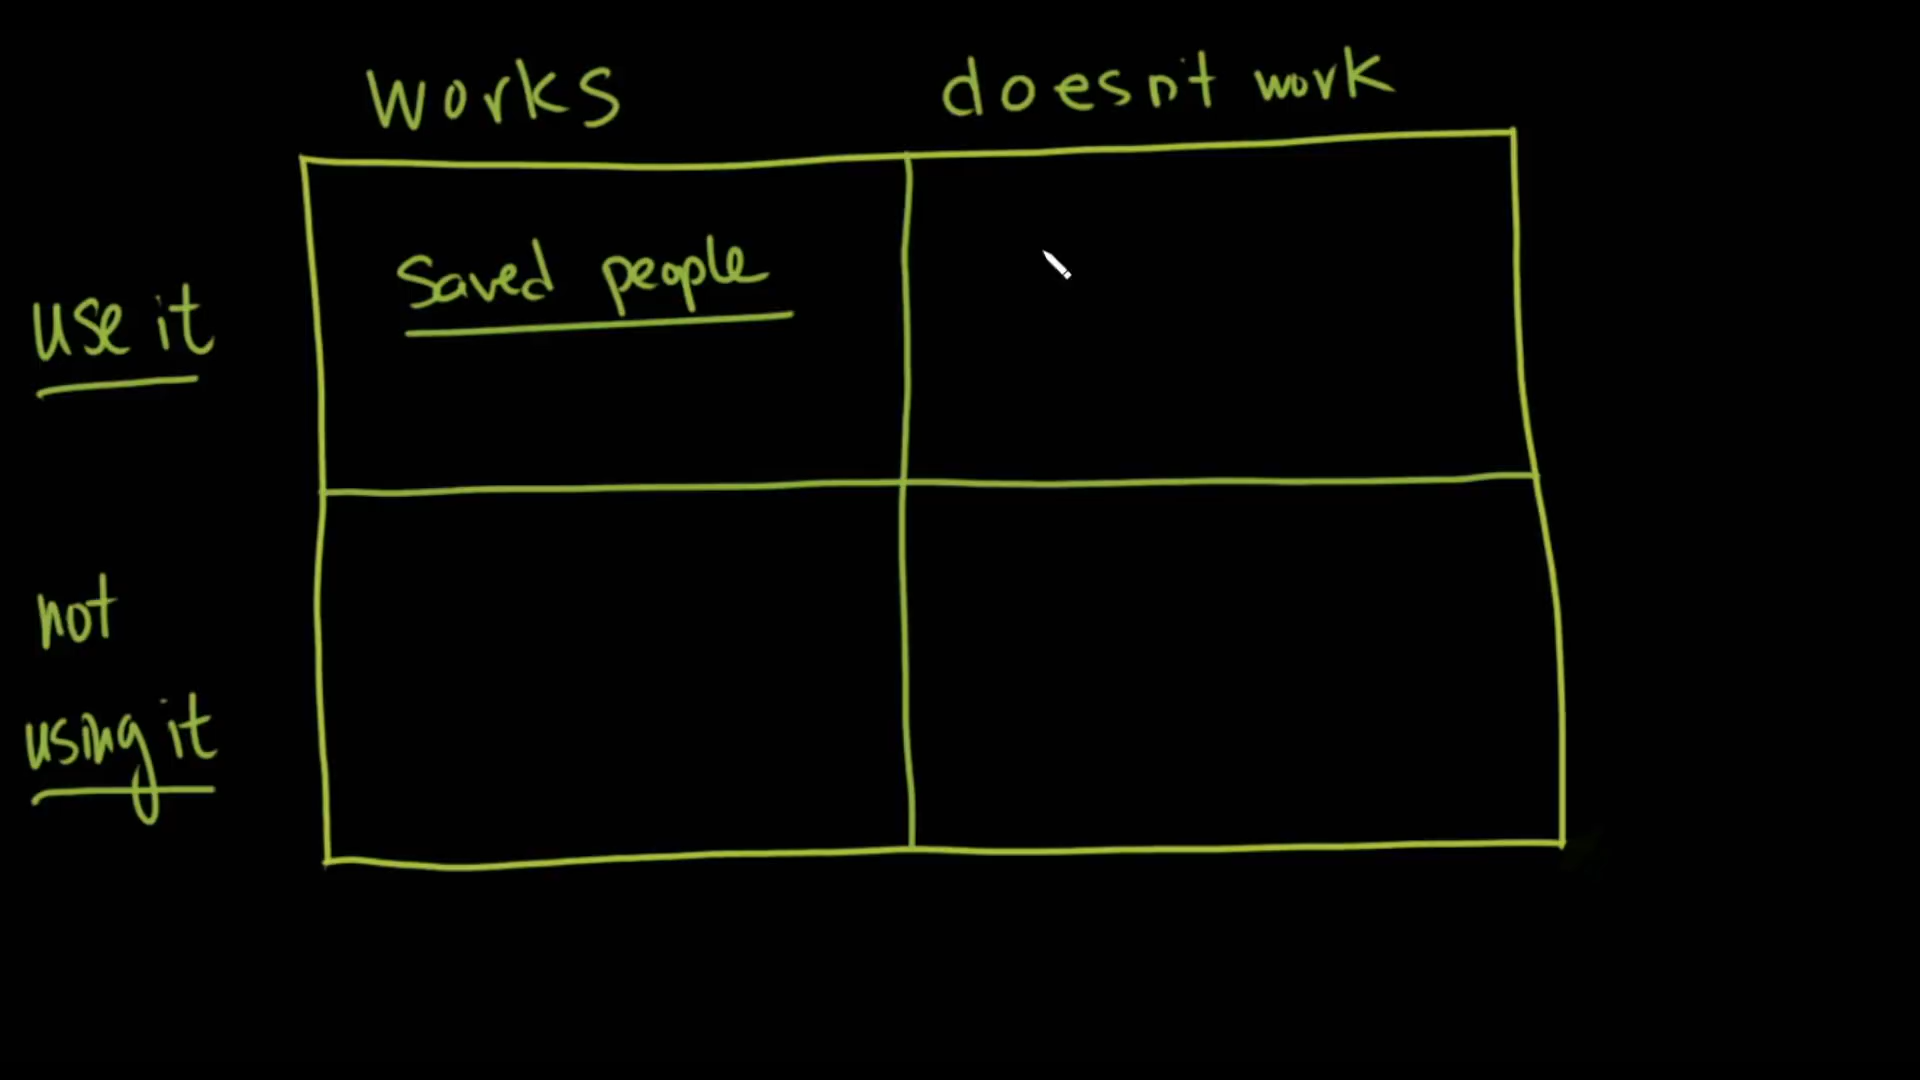 works doesn't work
use it
Saved people
not
using it